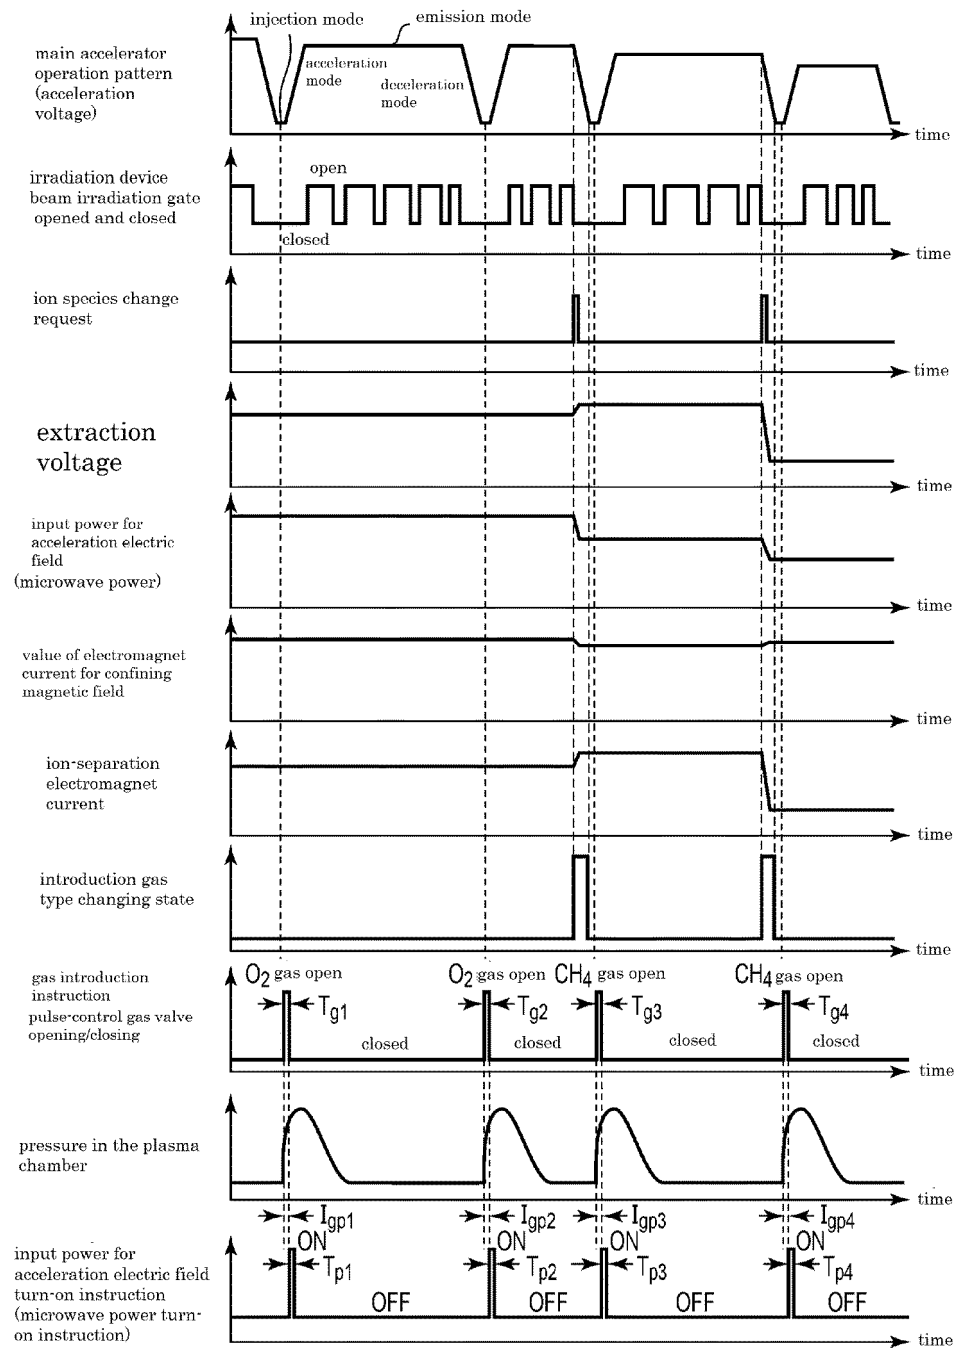 injection mode
emission mode
main accelerator
operation pattern
(acceleration
voltage)
acceleration
mode
deceleration
mode
time
irradiation device
beam irradiation gate
opened and closed
open
closed
time
ion species change
request
time
extraction
voltage
time
input power for
acceleration electric
field
(microwave power)
time
value of electromagnet
current for confining
magnetic field
time
ion-separation
electromagnet
current
time
introduction gas
type changing state
time
gas introduction
instruction
pulse-control gas valve
opening/closing
O2 gas open
O2 gas open
CH4 gas open
CH4 gas open
Tg1
Tg2
Tg3
Tg4
closed
closed
closed
closed
time
pressure in the plasma
chamber
time
Igp1
Igp2
Igp3
Igp4
input power for
acceleration electric field
turn-on instruction
(microwave power turn-
on instruction)
ON
ON
ON
ON
Tp1
Tp2
Tp3
Tp4
OFF
OFF
OFF
OFF
time